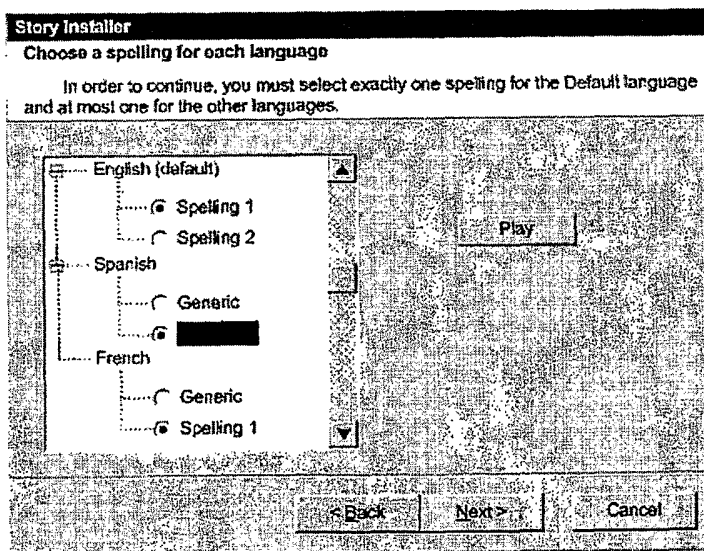 Story Installer
Choose a spelling for each language
In order to continue, you must select exactly one spelling for the Default language
and at most one for the other languages.
English (default)
Spelling 1
Play
Spelling 2
Spanish
Generic
French
Generic
Spelling 1
< Back Next > Cancel